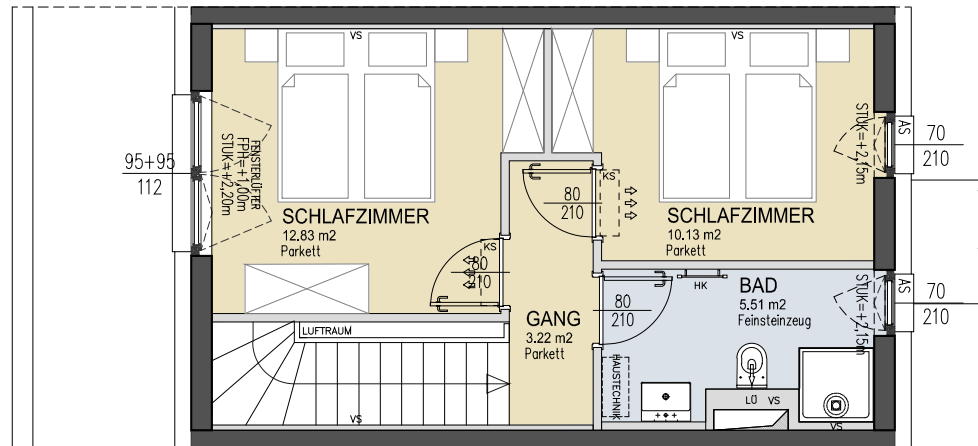 VS
VS
95+95
112
FENSTERLÜFTER
FPH=+1,00m
STUK=+2,20m
SCHLAFZIMMER
12.83 m2
Parkett
KS
80
210
80
210
KS
SCHLAFZIMMER
10.13 m2
Parkett
STUK=+2,15m
AS
70
210
LUFTRAUM
VS
GANG
3.22 m2
Parkett
80
210
HK
BAD
5.51 m2
Feinsteinzeug
STUK=+2,15m
AS
70
210
HAUSTECHNIK
LÜ
VS
VS